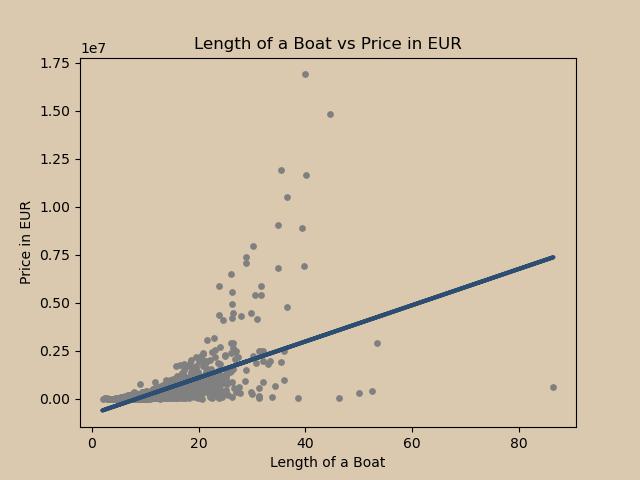 Length of a Boat vs Price in EUR
1e7
1.75
1.50
1.25
1.00
0.75
0.50
0.25
0.00
Price in EUR
0 20 40 60 80
Length of a Boat